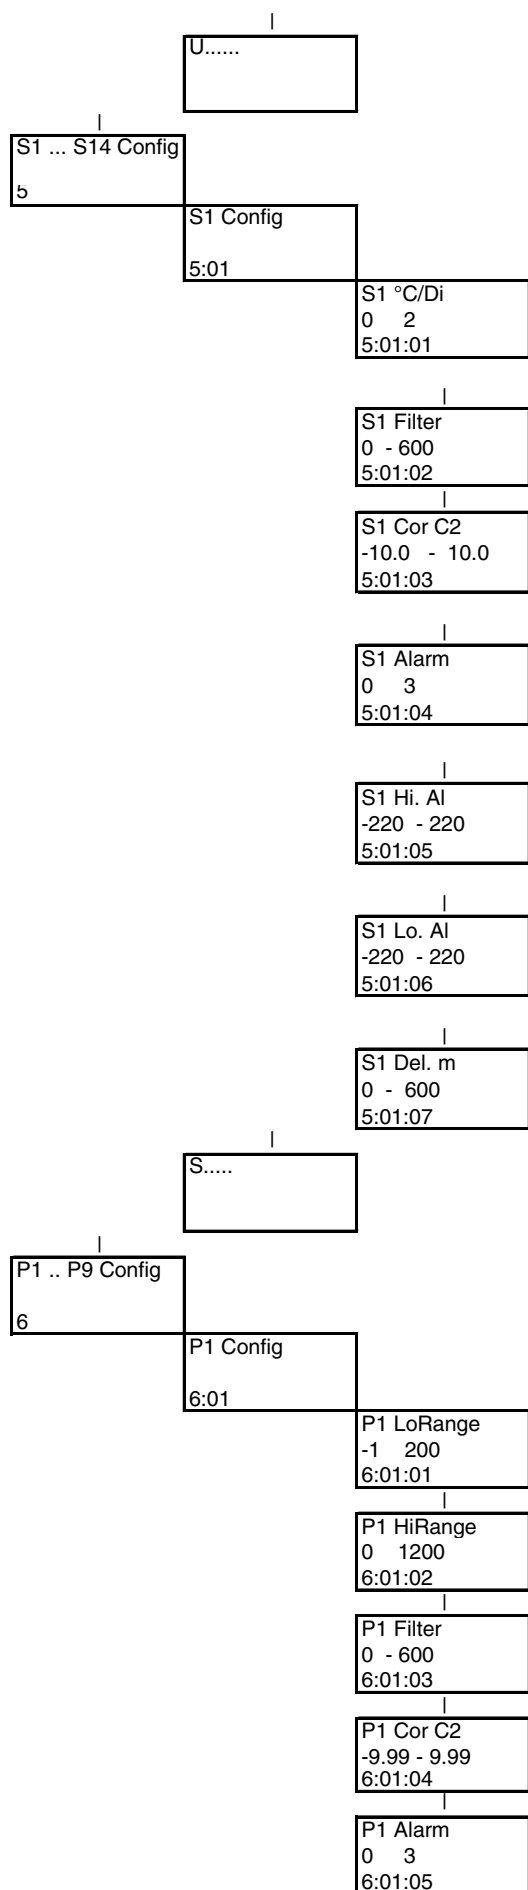 U......
S1 ... S14 Config
5
S1 Config
5:01
S1 °C/Di
0 2
5:01:01
S1 Filter
0 - 600
5:01:02
S1 Cor C2
-10.0 - 10.0
5:01:03
S1 Alarm
0 3
5:01:04
S1 Hi. Al
-220 - 220
5:01:05
S1 Lo. Al
-220 - 220
5:01:06
S1 Del. m
0 - 600
5:01:07
S.....
P1 .. P9 Config
6
P1 Config
6:01
P1 LoRange
-1 200
6:01:01
P1 HiRange
0 1200
6:01:02
P1 Filter
0 - 600
6:01:03
P1 Cor C2
-9.99 - 9.99
6:01:04
P1 Alarm
0 3
6:01:05